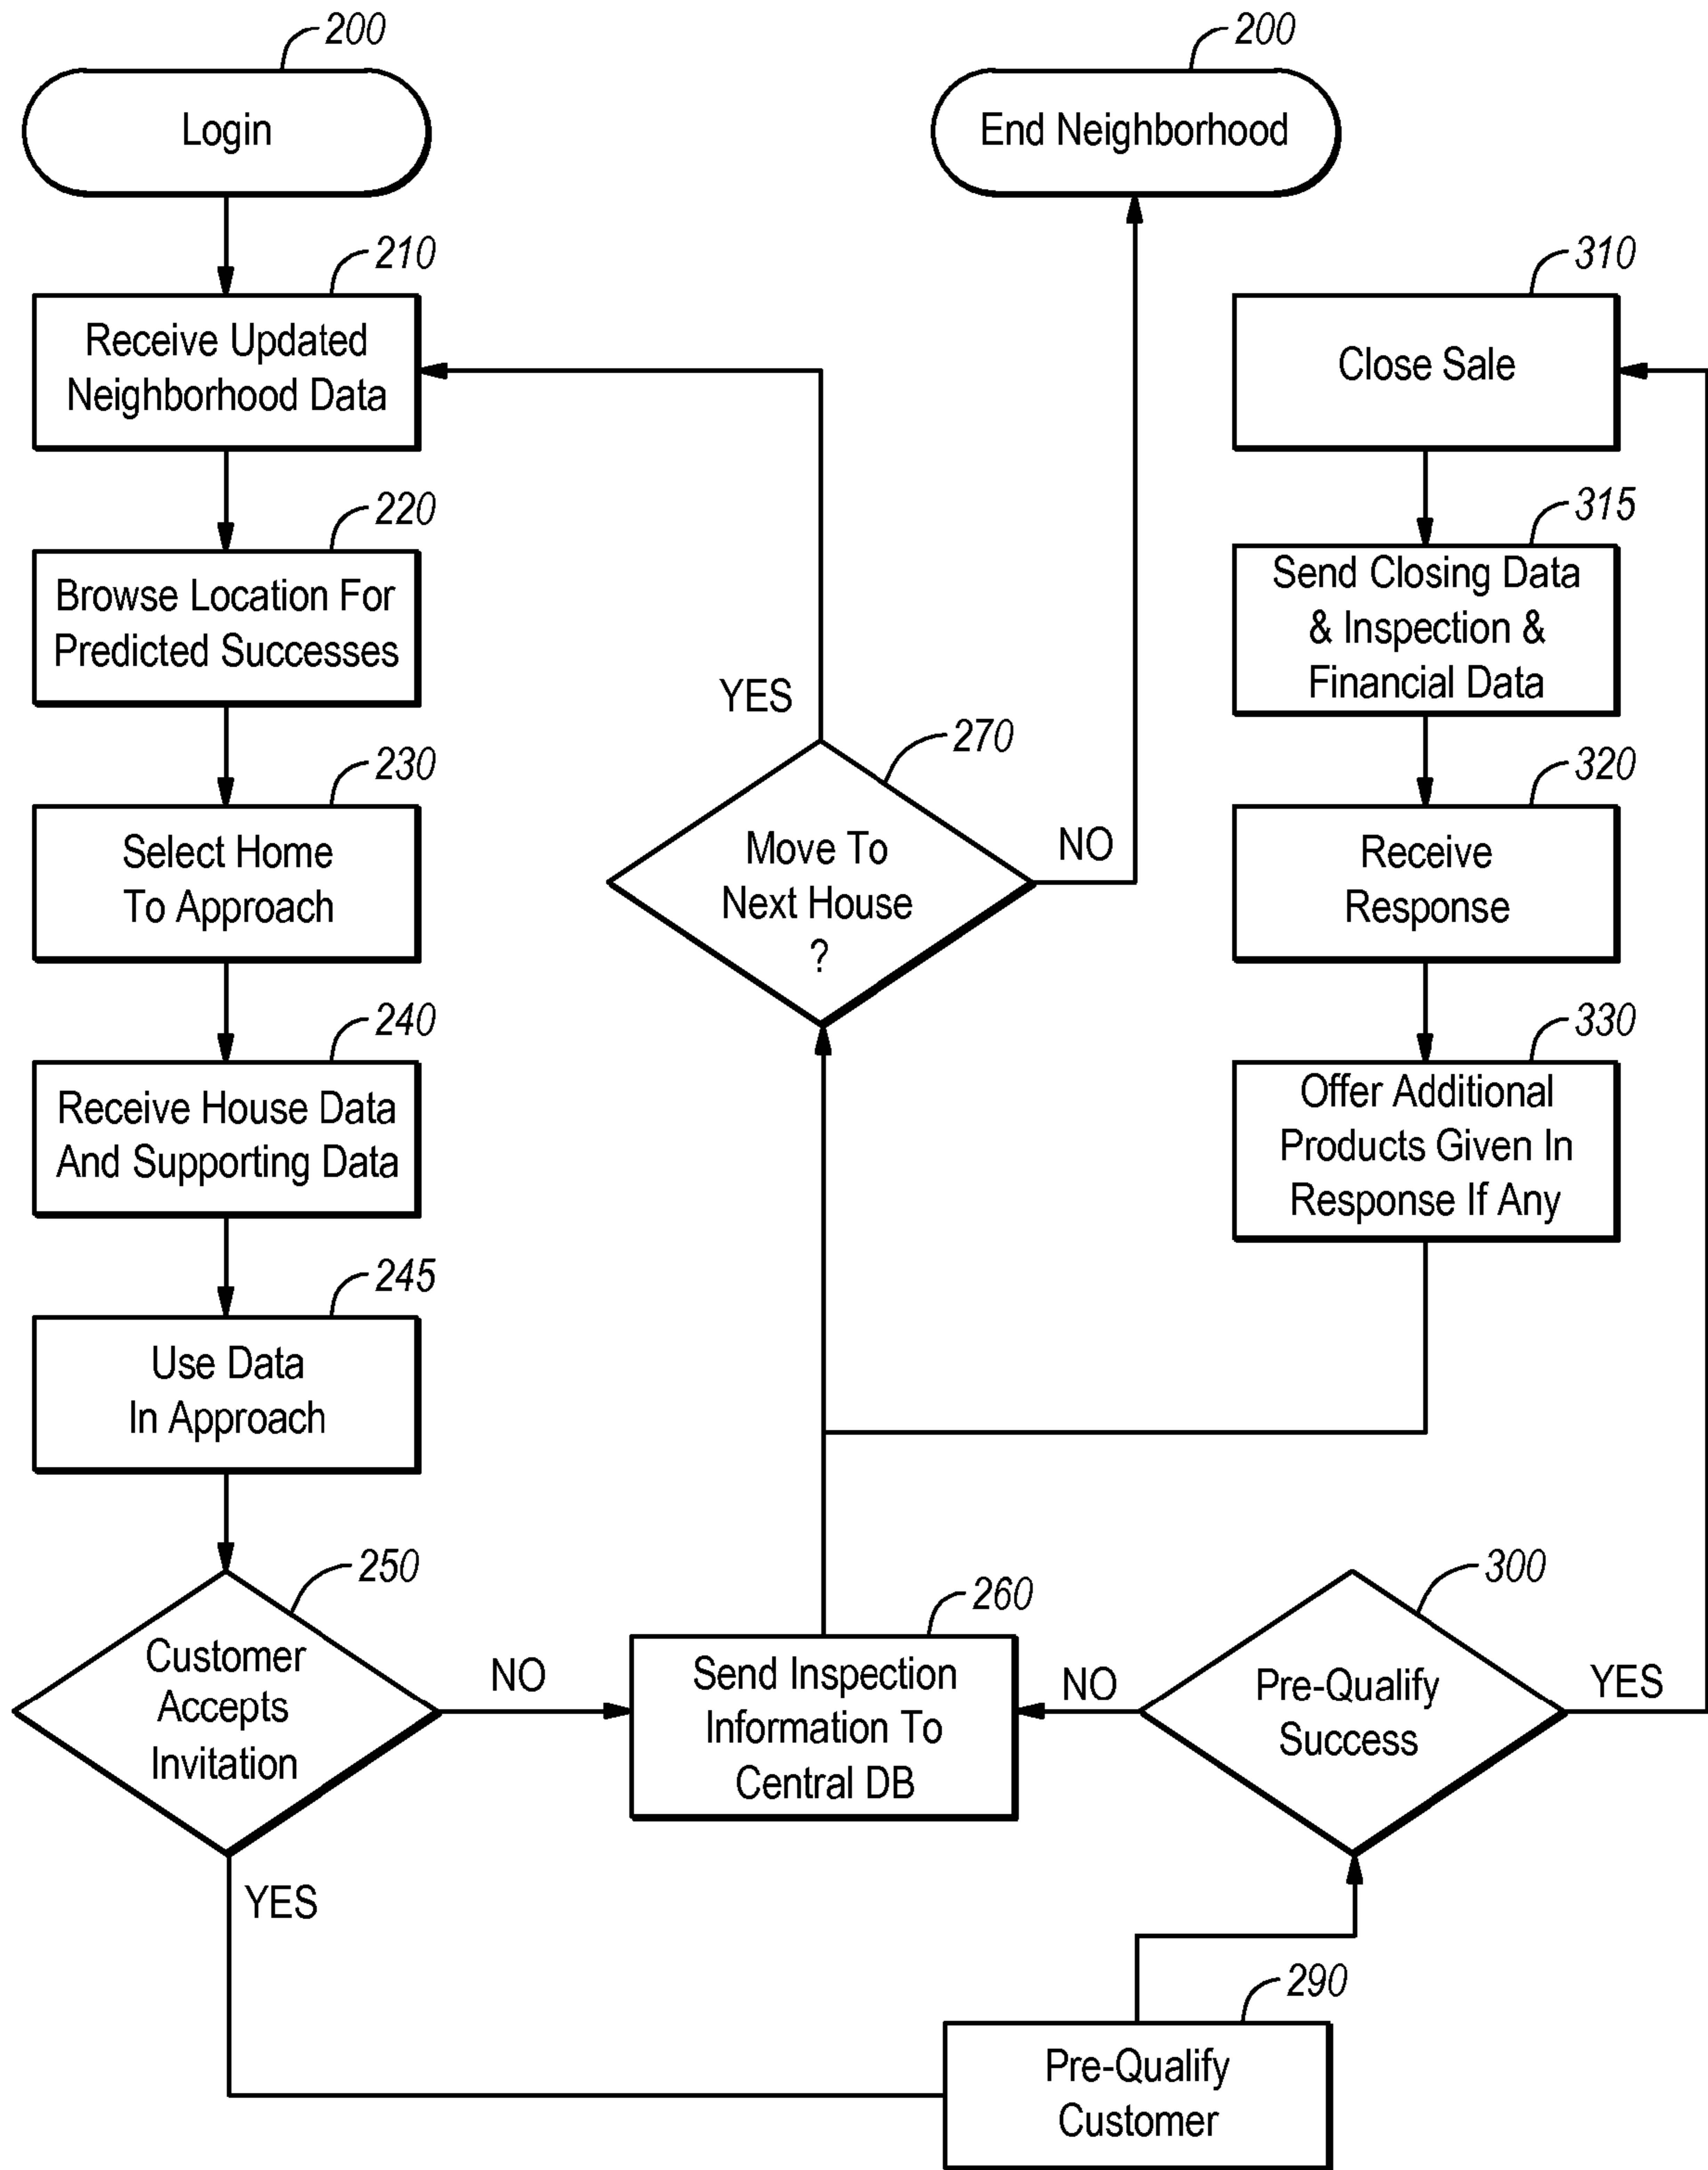 200
Login
200
End Neighborhood
210
Receive Updated
Neighborhood Data
220
Browse Location For
Predicted Successes
230
Select Home
To Approach
240
Receive House Data
And Supporting Data
245
Use Data
In Approach
250
Customer
Accepts
Invitation
NO
YES
260
Send Inspection
Information To
Central DB
270
Move To
Next House
?
YES
NO
290
Pre-Qualify
Customer
300
Pre-Qualify
Success
NO
YES
310
Close Sale
315
Send Closing Data
& Inspection &
Financial Data
320
Receive
Response
330
Offer Additional
Products Given In
Response If Any